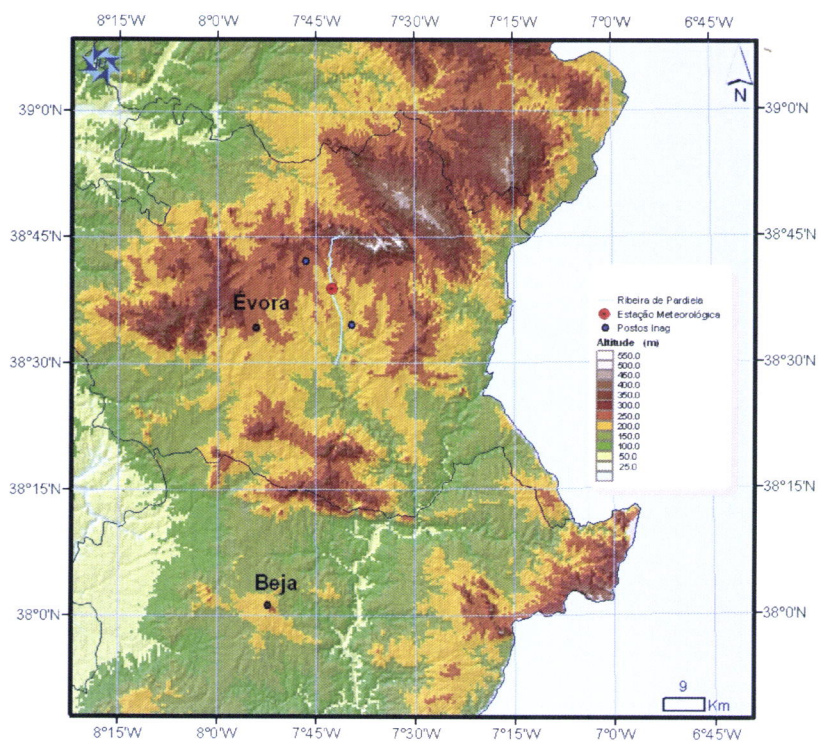 8°15'W 8°0'W 7°45'W 7°30'W 7°15'W 7°0'W 6°45'W
N
39°0'N 39°0'N
38°45'N 38°45'N
Évora
Ribeira de Pardiela
Estação Meteorológica
Postos Inag
Altitude (m)
550.0
500.0
450.0
400.0
350.0
300.0
250.0
200.0
150.0
100.0
50.0
25.0
38°30'N 38°30'N
38°15'N 38°15'N
Beja
38°0'N 38°0'N
9
Km
8°15'W 8°0'W 7°45'W 7°30'W 7°15'W 7°0'W 6°45'W